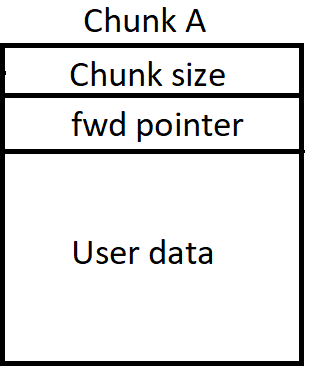 Chunk A
Chunk size
fwd pointer
User data